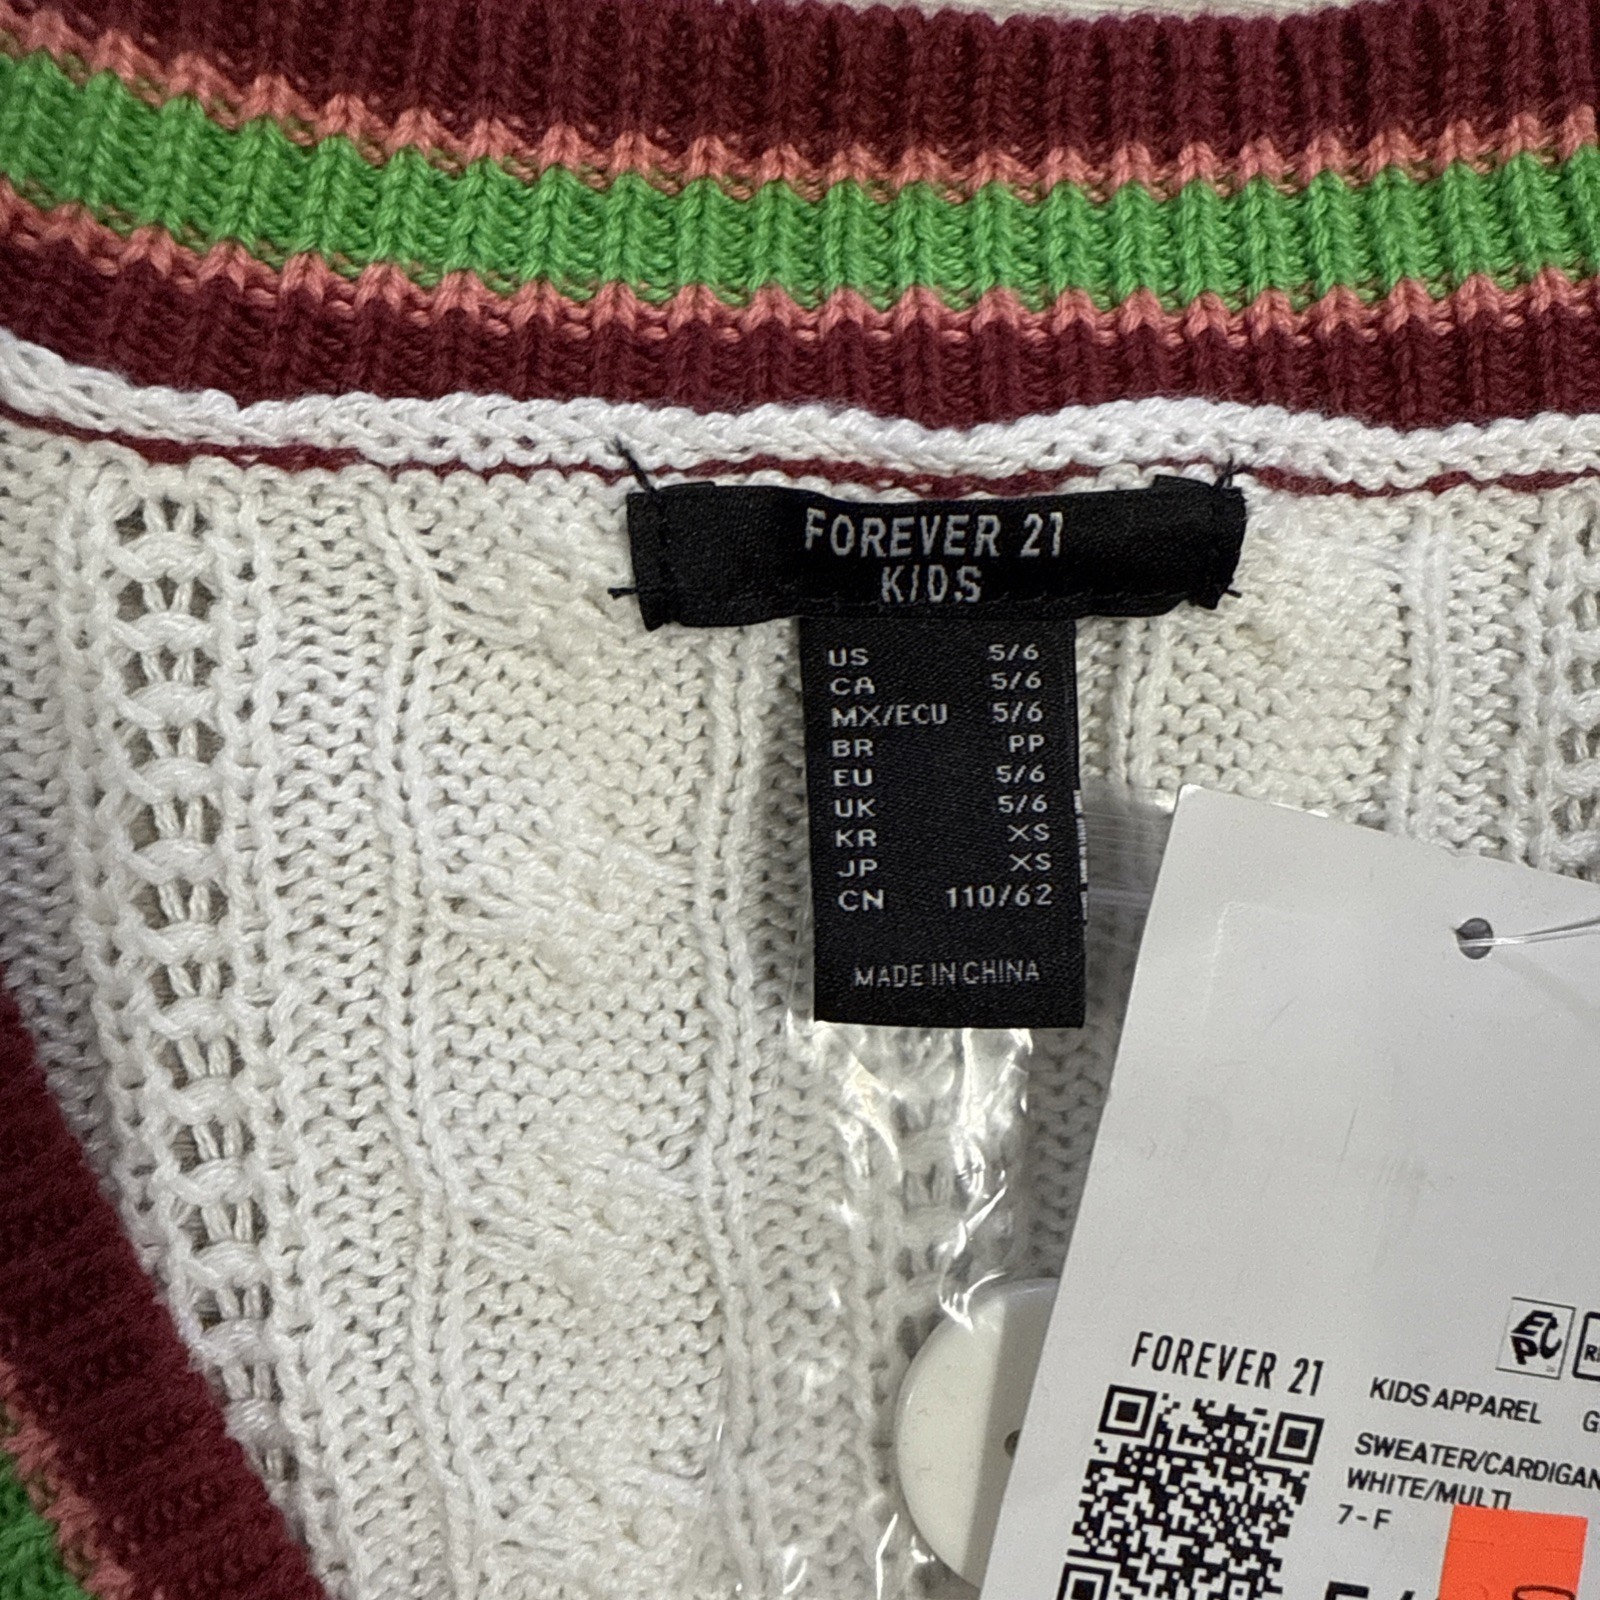 FOREVER 21
KIDS
US 5/6
CA 5/6
MX/ECU 5/6
BR PP
EU 5/6
UK 5/6
KR XS
JP XS
CN 110/62
MADE IN CHINA
FOREVER 21
KIDS APPAREL
SWEATER/CARDIGAN
WHITE/MULTI
7-F